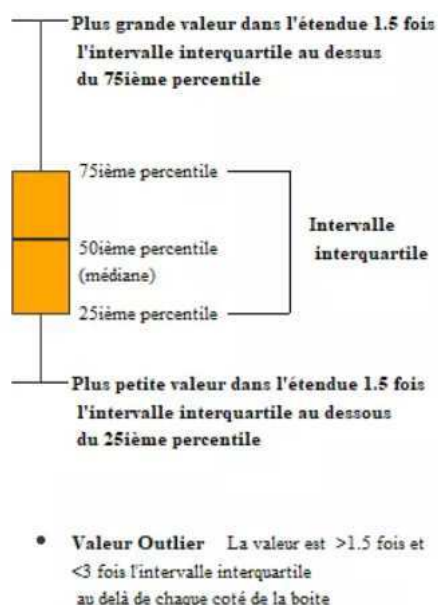 Plus grande valeur dans l'étendue 1.5 fois
l'intervalle interquartile au dessus
du 75ième percentile
75ième percentile
Intervalle
interquartile
50ième percentile
(médiane)
25ième percentile
Plus petite valeur dans l'étendue 1.5 fois
l'intervalle interquartile au dessous
du 25ième percentile
Valeur Outlier La valeur est >1.5 fois et
<3 fois l'intervalle interquartile
au delà de chaque coté de la boite